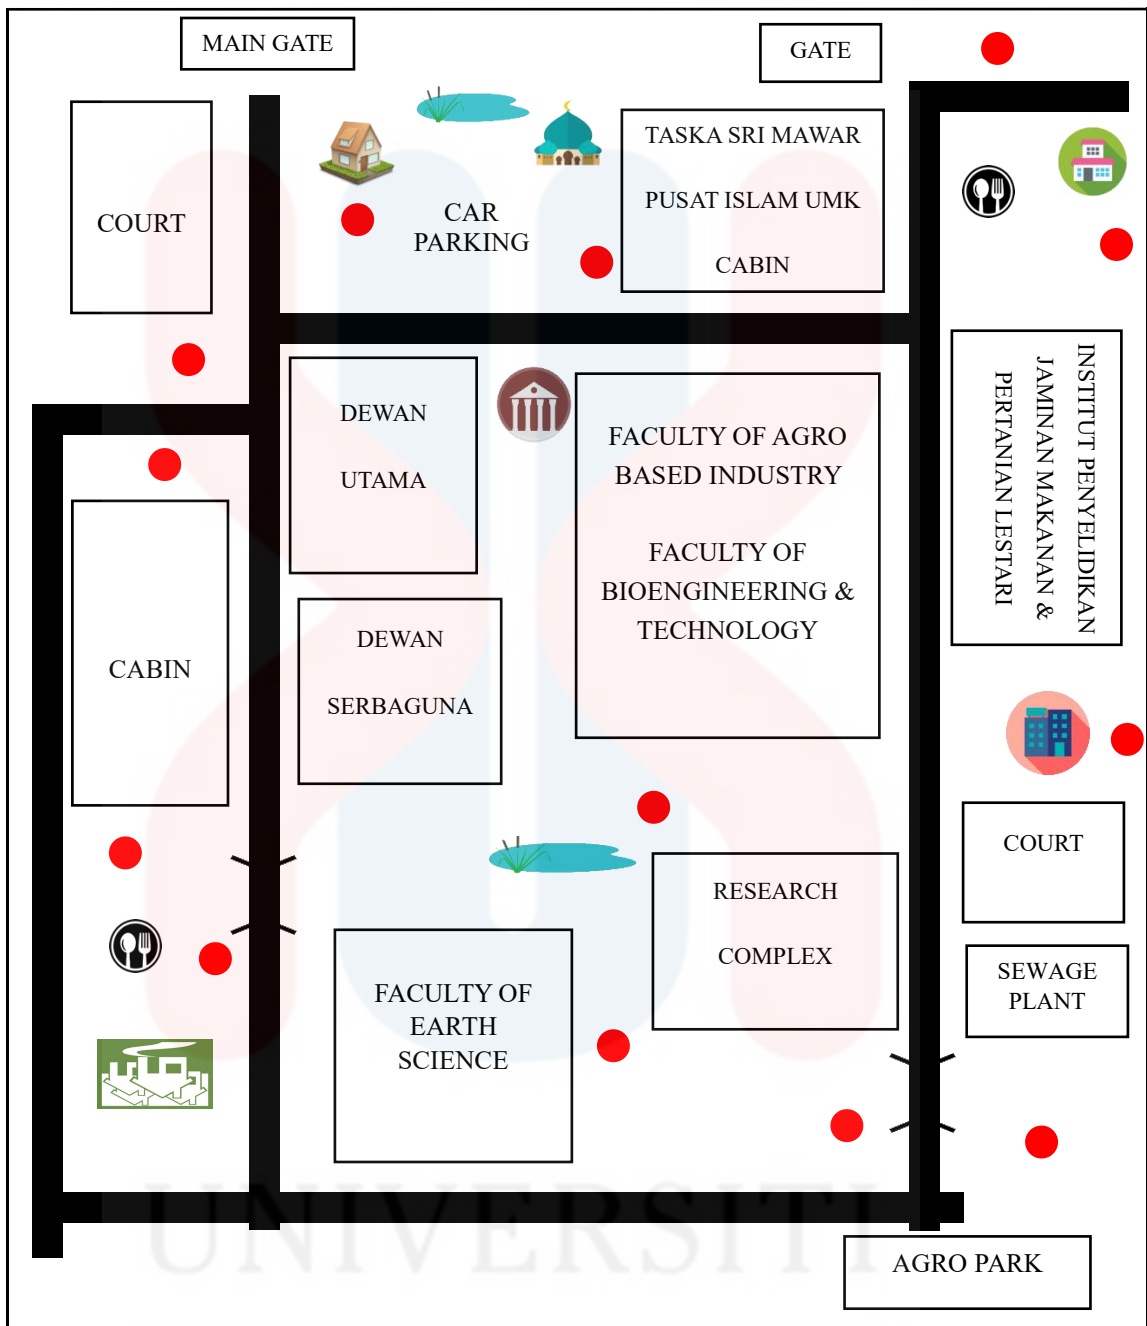 MAIN GATE
GATE
COURT
CAR
PARKING
TASKA SRI MAWAR
PUSAT ISLAM UMK
CABIN
DEWAN
UTAMA
FACULTY OF AGRO
BASED INDUSTRY
FACULTY OF
BIOENGINEERING &
TECHNOLOGY
INSTITUT PENYELIDIKAN
JAMINAN MAKANAN &
PERTANIAN LESTARI
CABIN
DEWAN
SERBAGUNA
COURT
RESEARCH
COMPLEX
SEWAGE
PLANT
FACULTY OF
EARTH
SCIENCE
UNIVERSITI
AGRO PARK